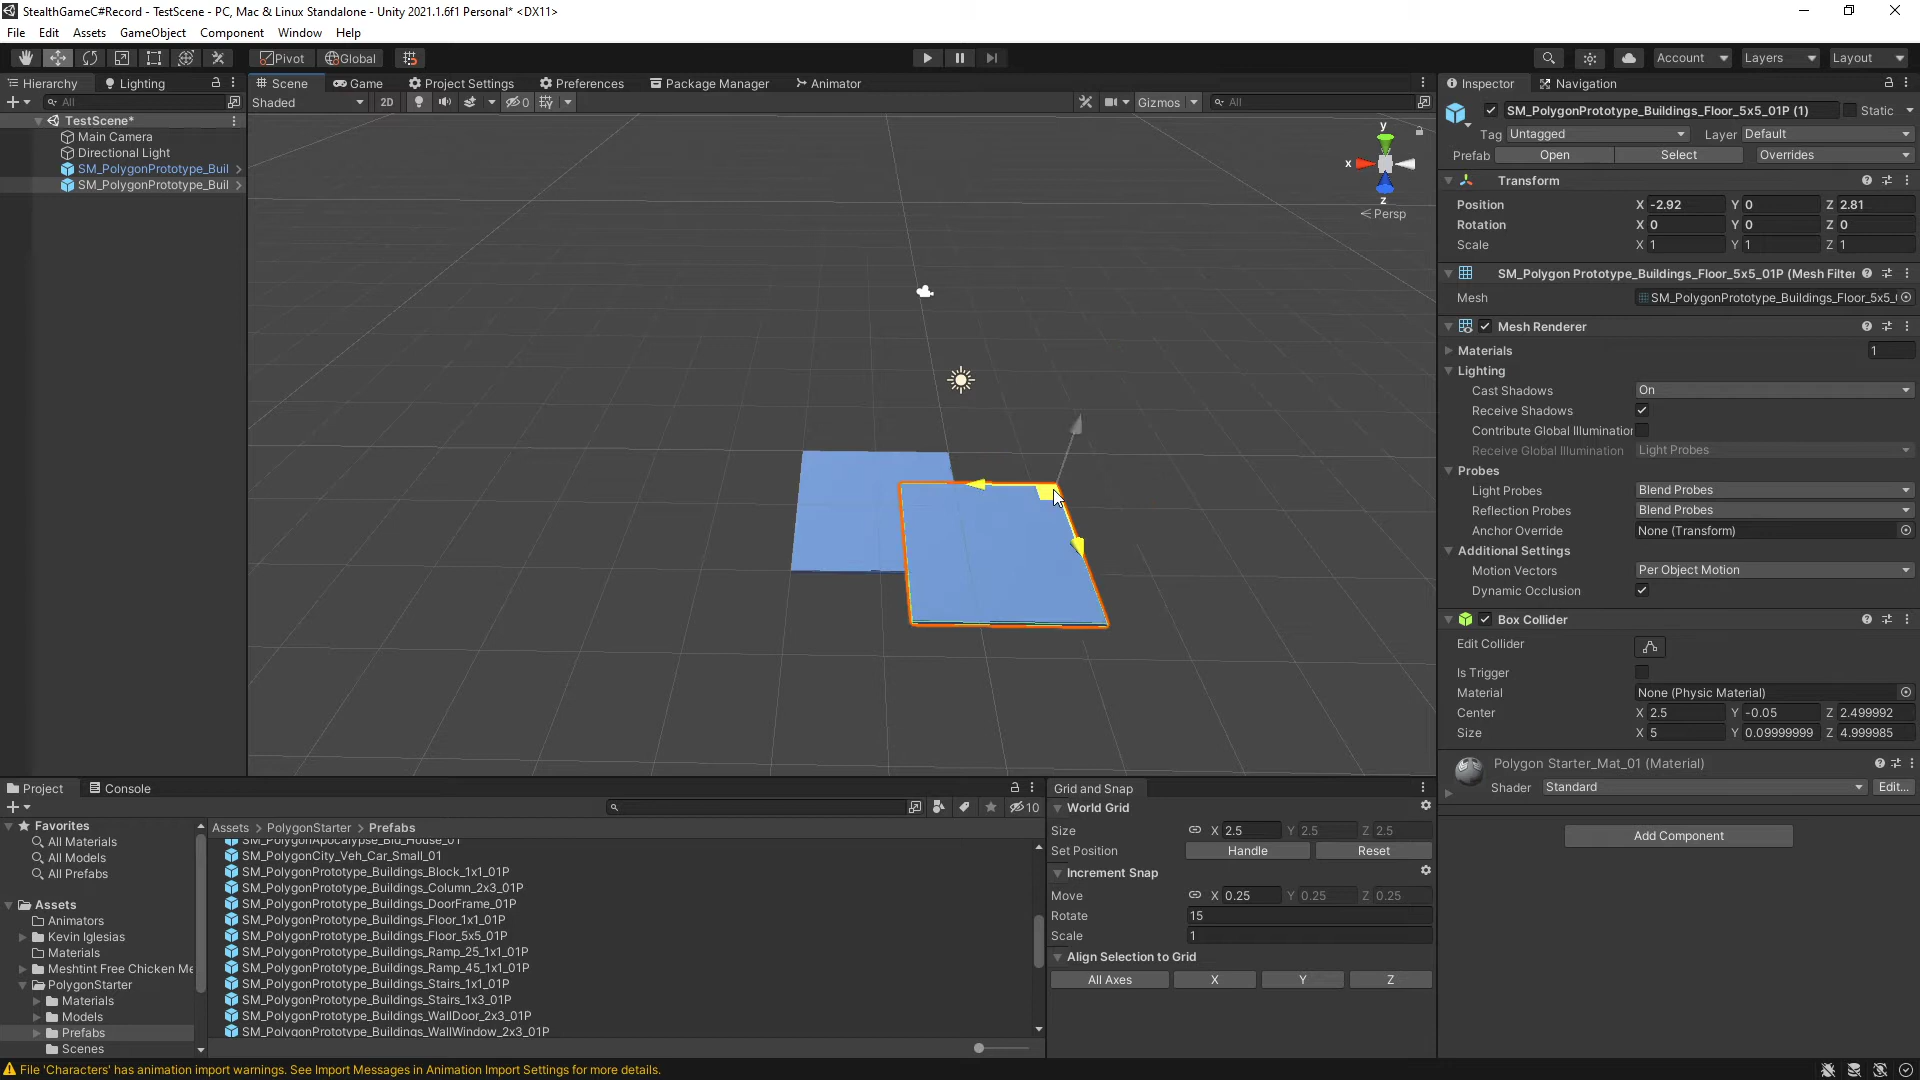 StealthGameC#Record - TestScene - PC, Mac & Linux Standalone - Unity 2021.1.6f1 Personal* <DX11>
File Edit Assets GameObject Component Window Help
Pivot Global Account Layers Layout
Hierarchy Lighting
All
TestScene*
Main Camera
Directional Light
SM_PolygonPrototype_Buil
SM_PolygonPrototype_Buil
Scene Game Project Settings Preferences Package Manager Animator
Shaded 2D 0 Gizmos All
y
x
z
Persp
Inspector Navigation
SM_PolygonPrototype_Buildings_Floor_5x5_01P (1) Static
Tag Untagged Layer Default
Prefab Open Select Overrides
Transform
Position X -2.92 Y 0 Z 2.81
Rotation X 0 Y 0 Z 0
Scale X 1 Y 1 Z 1
SM_Polygon Prototype_Buildings_Floor_5x5_01P (Mesh Filter
Mesh SM_PolygonPrototype_Buildings_Floor_5x5_
Mesh Renderer
Materials 1
Lighting
Cast Shadows On
Receive Shadows
Contribute Global Illumination
Receive Global Illumination Light Probes
Probes
Light Probes Blend Probes
Reflection Probes Blend Probes
Anchor Override None (Transform)
Additional Settings
Motion Vectors Per Object Motion
Dynamic Occlusion
Box Collider
Edit Collider
Is Trigger
Material None (Physic Material)
Center X 2.5 Y -0.05 Z 2.499992
Size X 5 Y 0.09999999 Z 4.999985
Polygon Starter_Mat_01 (Material)
Shader Standard Edit...
Add Component
Project Console
10
Favorites
All Materials
All Models
All Prefabs
Assets
Animators
Kevin Iglesias
Materials
Meshtint Free Chicken Me
PolygonStarter
Materials
Models
Prefabs
Scenes
Assets > PolygonStarter > Prefabs
SM_PolygonApocalypse_Bld_House_01
SM_PolygonCity_Veh_Car_Small_01
SM_PolygonPrototype_Buildings_Block_1x1_01P
SM_PolygonPrototype_Buildings_Column_2x3_01P
SM_PolygonPrototype_Buildings_DoorFrame_01P
SM_PolygonPrototype_Buildings_Floor_1x1_01P
SM_PolygonPrototype_Buildings_Floor_5x5_01P
SM_PolygonPrototype_Buildings_Ramp_25_1x1_01P
SM_PolygonPrototype_Buildings_Ramp_45_1x1_01P
SM_PolygonPrototype_Buildings_Stairs_1x1_01P
SM_PolygonPrototype_Buildings_Stairs_1x3_01P
SM_PolygonPrototype_Buildings_WallDoor_2x3_01P
SM_PolygonPrototype_Buildings_WallWindow_2x3_01P
Grid and Snap
World Grid
Size X 2.5 Y 2.5 Z 2.5
Set Position Handle Reset
Increment Snap
Move X 0.25 Y 0.25 Z 0.25
Rotate 15
Scale 1
Align Selection to Grid
All Axes X Y Z
File 'Characters' has animation import warnings. See Import Messages in Animation Import Settings for more details.